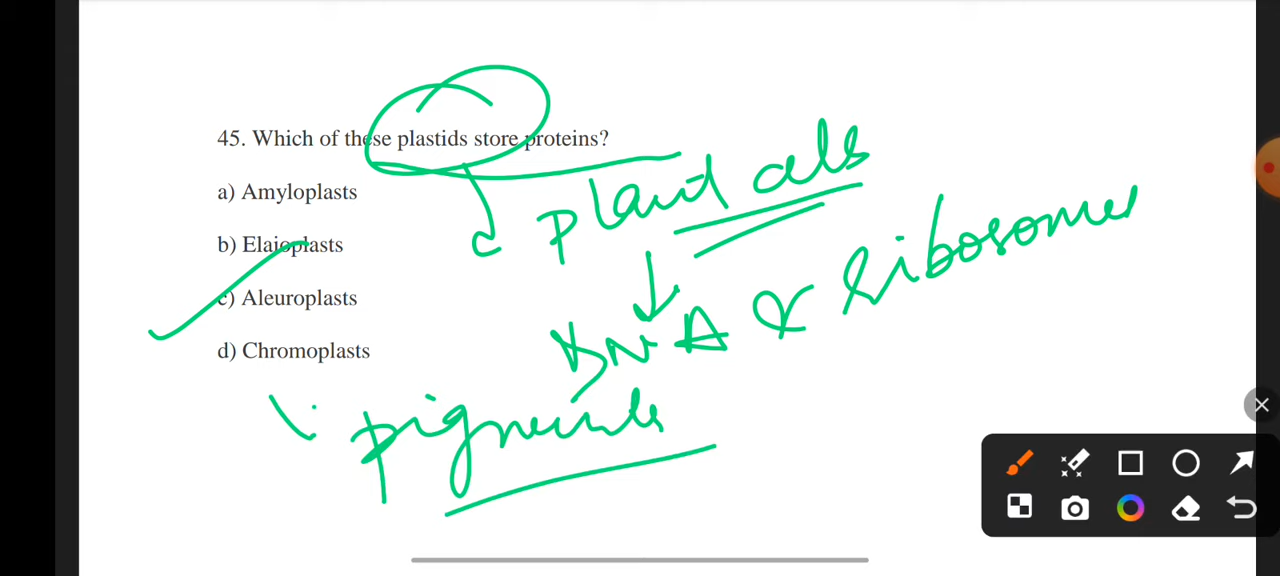 45. Which of these plastids store proteins?
a) Amyloplasts
Plant cells
b) Elaioplasts
c) Aleuroplasts
DNA & ribosomes
d) Chromoplasts
pigments